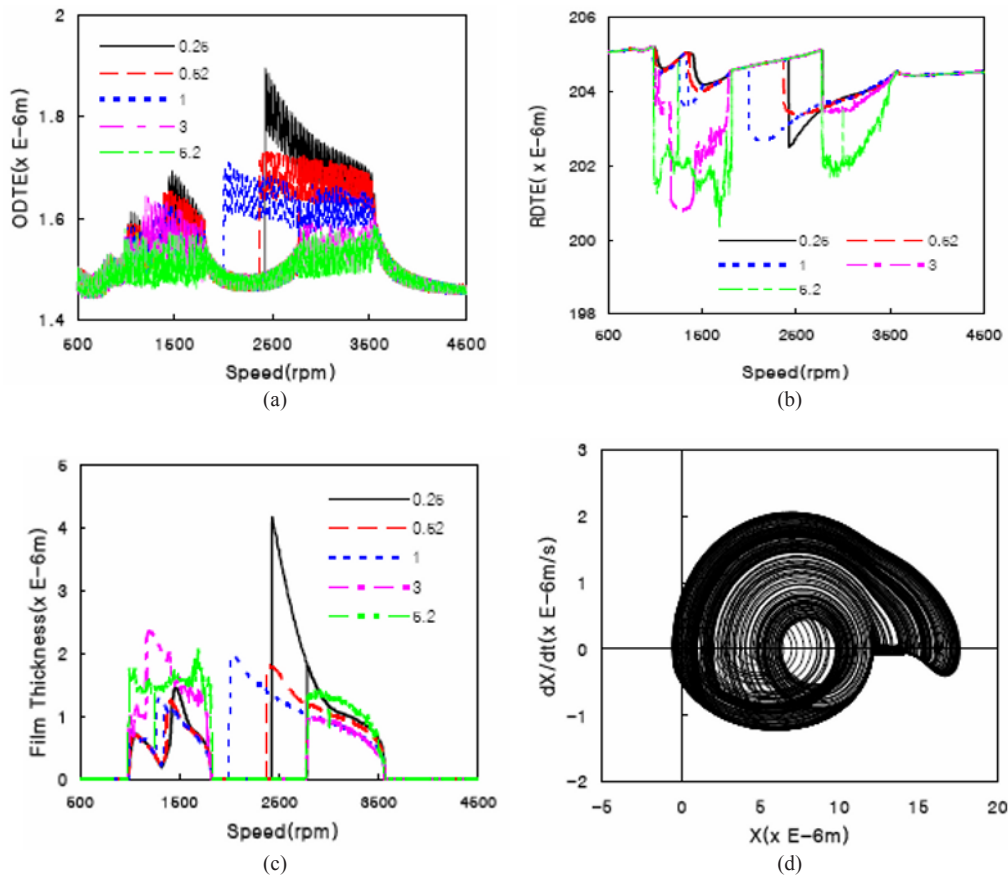 2
1.8
1.6
1.4
ODTE(x E-6m)
0.25
0.62
1
3
6.2
600 1600 2600 3600 4600
Speed(rpm)
(a)
206
204
202
200
198
RDTE( x E-6m)
0.25 0.62
1 3
6.2
600 1600 2600 3600 4600
Speed(rpm)
(b)
5
4
3
2
1
0
Film Thickness(x E-6m)
0.25
0.62
1
3
6.2
600 1600 2600 3600 4600
Speed(rpm)
(c)
3
2
1
0
-1
-2
dX/dt(x E-6m/s)
-5 0 5 10 15 20
X(x E-6m)
(d)